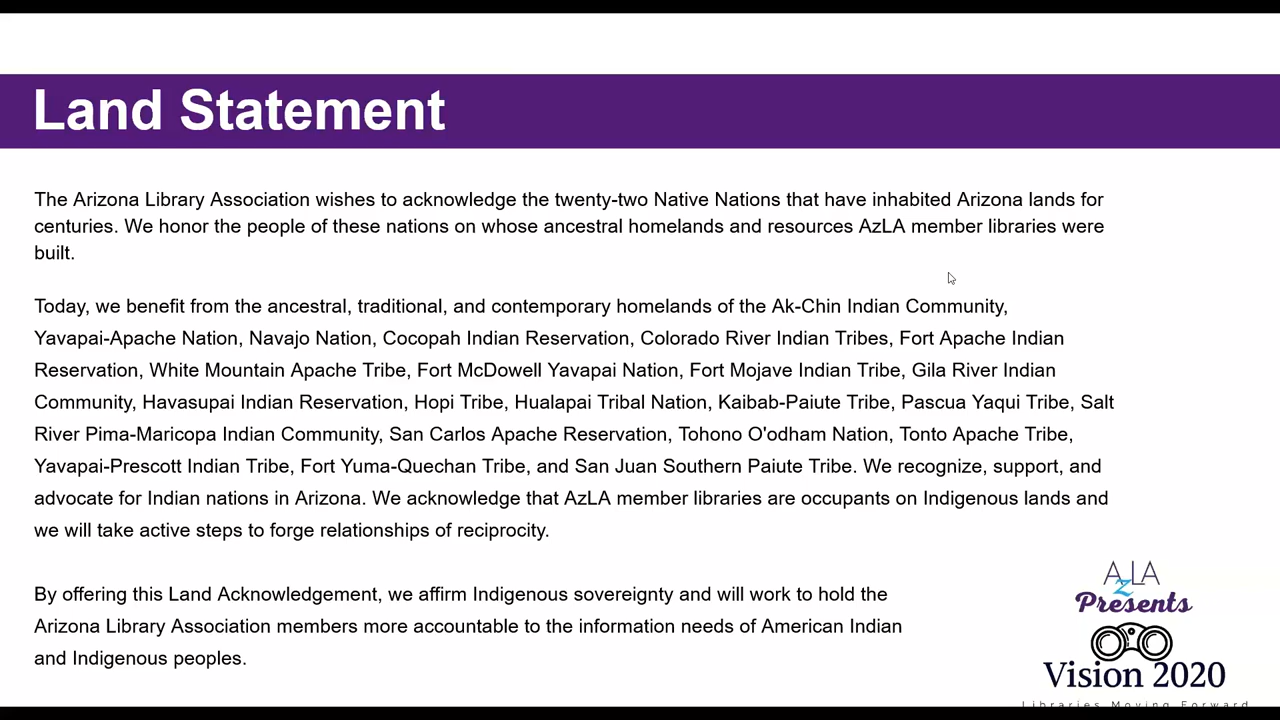 Land Statement
The Arizona Library Association wishes to acknowledge the twenty-two Native Nations that have inhabited Arizona lands for
centuries. We honor the people of these nations on whose ancestral homelands and resources AzLA member libraries were
built.
Today, we benefit from the ancestral, traditional, and contemporary homelands of the Ak-Chin Indian Community,
Yavapai-Apache Nation, Navajo Nation, Cocopah Indian Reservation, Colorado River Indian Tribes, Fort Apache Indian
Reservation, White Mountain Apache Tribe, Fort McDowell Yavapai Nation, Fort Mojave Indian Tribe, Gila River Indian
Community, Havasupai Indian Reservation, Hopi Tribe, Hualapai Tribal Nation, Kaibab-Paiute Tribe, Pascua Yaqui Tribe, Salt
River Pima-Maricopa Indian Community, San Carlos Apache Reservation, Tohono O'odham Nation, Tonto Apache Tribe,
Yavapai-Prescott Indian Tribe, Fort Yuma-Quechan Tribe, and San Juan Southern Paiute Tribe. We recognize, support, and
advocate for Indian nations in Arizona. We acknowledge that AzLA member libraries are occupants on Indigenous lands and
we will take active steps to forge relationships of reciprocity.
By offering this Land Acknowledgement, we affirm Indigenous sovereignty and will work to hold the
Arizona Library Association members more accountable to the information needs of American Indian
and Indigenous peoples.
AzLA
Presents
Vision 2020
Libraries Moving Forward